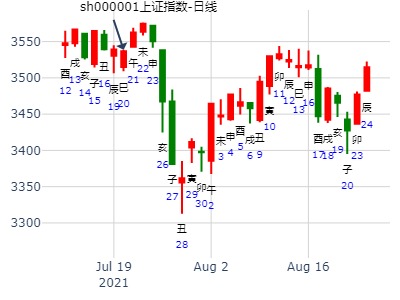 sh000001上证指数-日线
3550
3500
3450
3400
3350
3300
酉 戌 亥 子 丑 辰 巳 午 未 申 亥 子 丑 寅 卯 午 未 申 酉 戌 丑 寅 卯 辰 巳 申 酉 戌 亥 子 卯 辰
12 13 14 15 16 19 20 21 22 23 26 27 28 29 30 2 3 4 5 6 9 10 11 12 13 16 17 18 19 20 23 24
Jul 19 Aug 2 Aug 16
2021